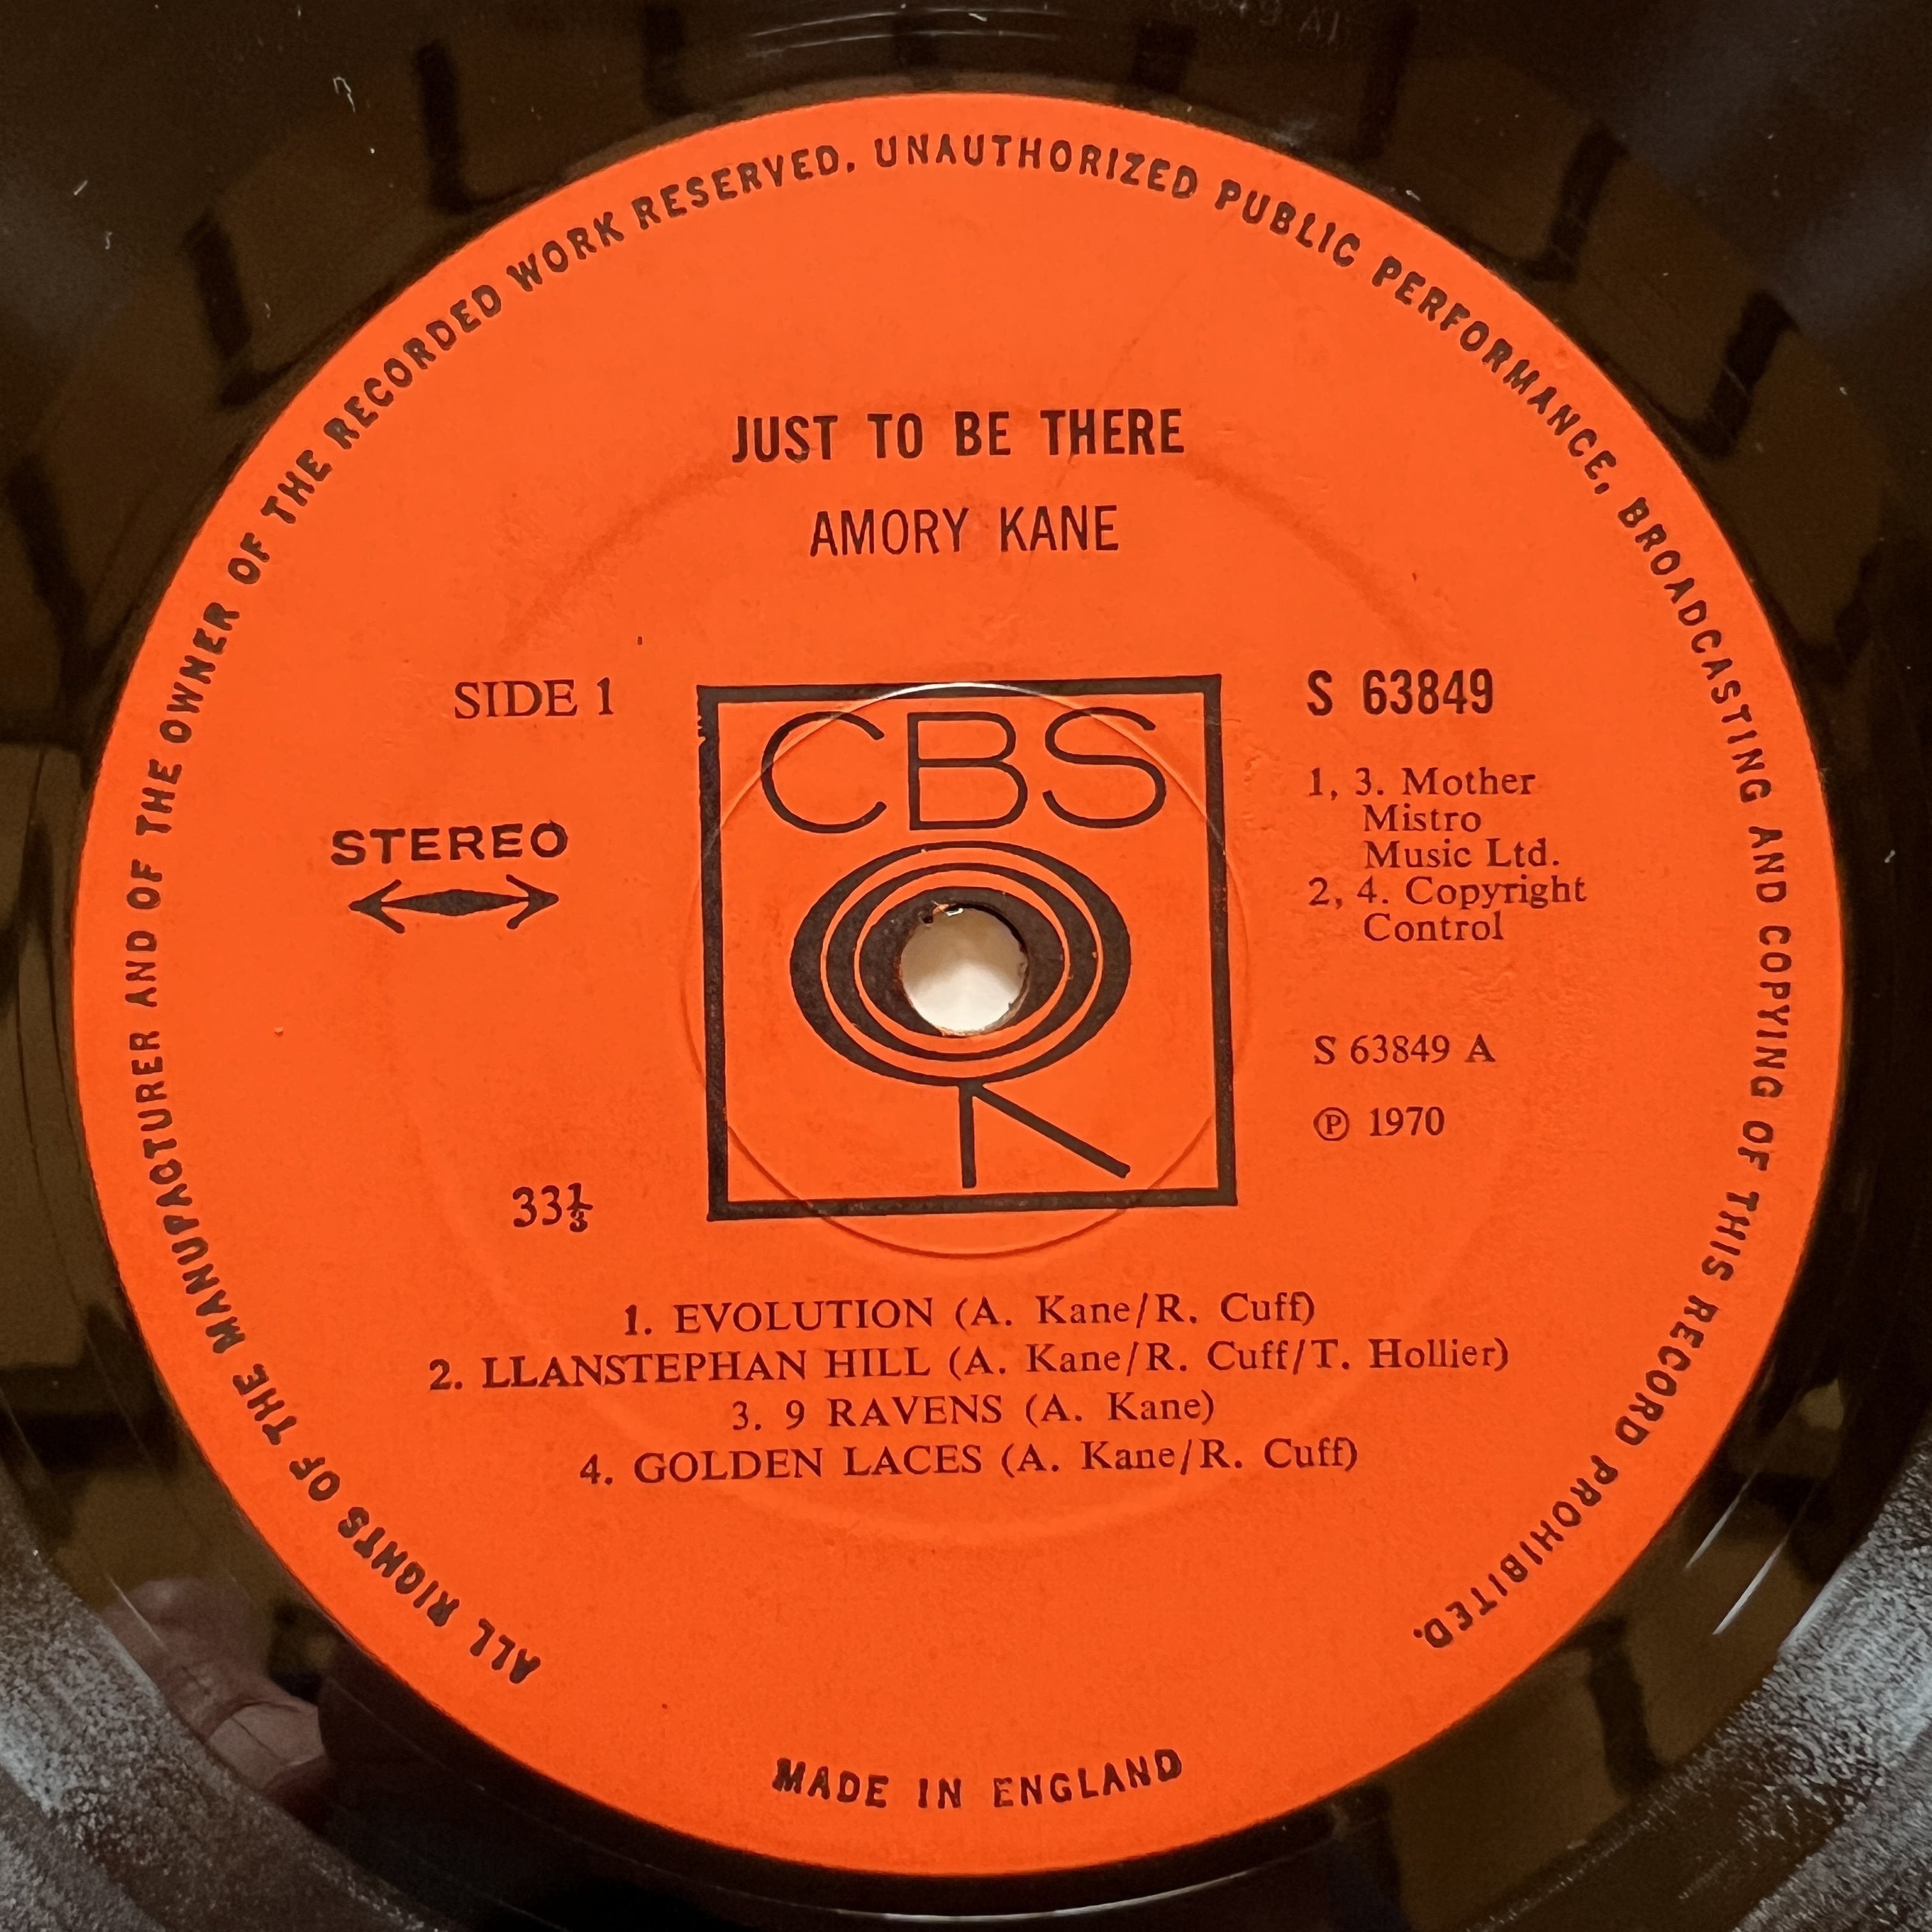 ALL RIGHTS OF THE MANUFACTURER AND OF THE OWNER OF THE RECORDED WORK RESERVED. UNAUTHORIZED PUBLIC PERFORMANCE, BROADCASTING AND COPYING OF THIS RECORD PROHIBITED.
JUST TO BE THERE
AMORY KANE
SIDE 1
STEREO
33⅓
CBS
S 63849
1, 3. Mother
Mistro
Music Ltd.
2, 4. Copyright
Control
S 63849 A
Ⓟ 1970
1. EVOLUTION (A. Kane/R. Cuff)
2. LLANSTEPHAN HILL (A. Kane/R. Cuff/T. Hollier)
3. 9 RAVENS (A. Kane)
4. GOLDEN LACES (A. Kane/R. Cuff)
MADE IN ENGLAND